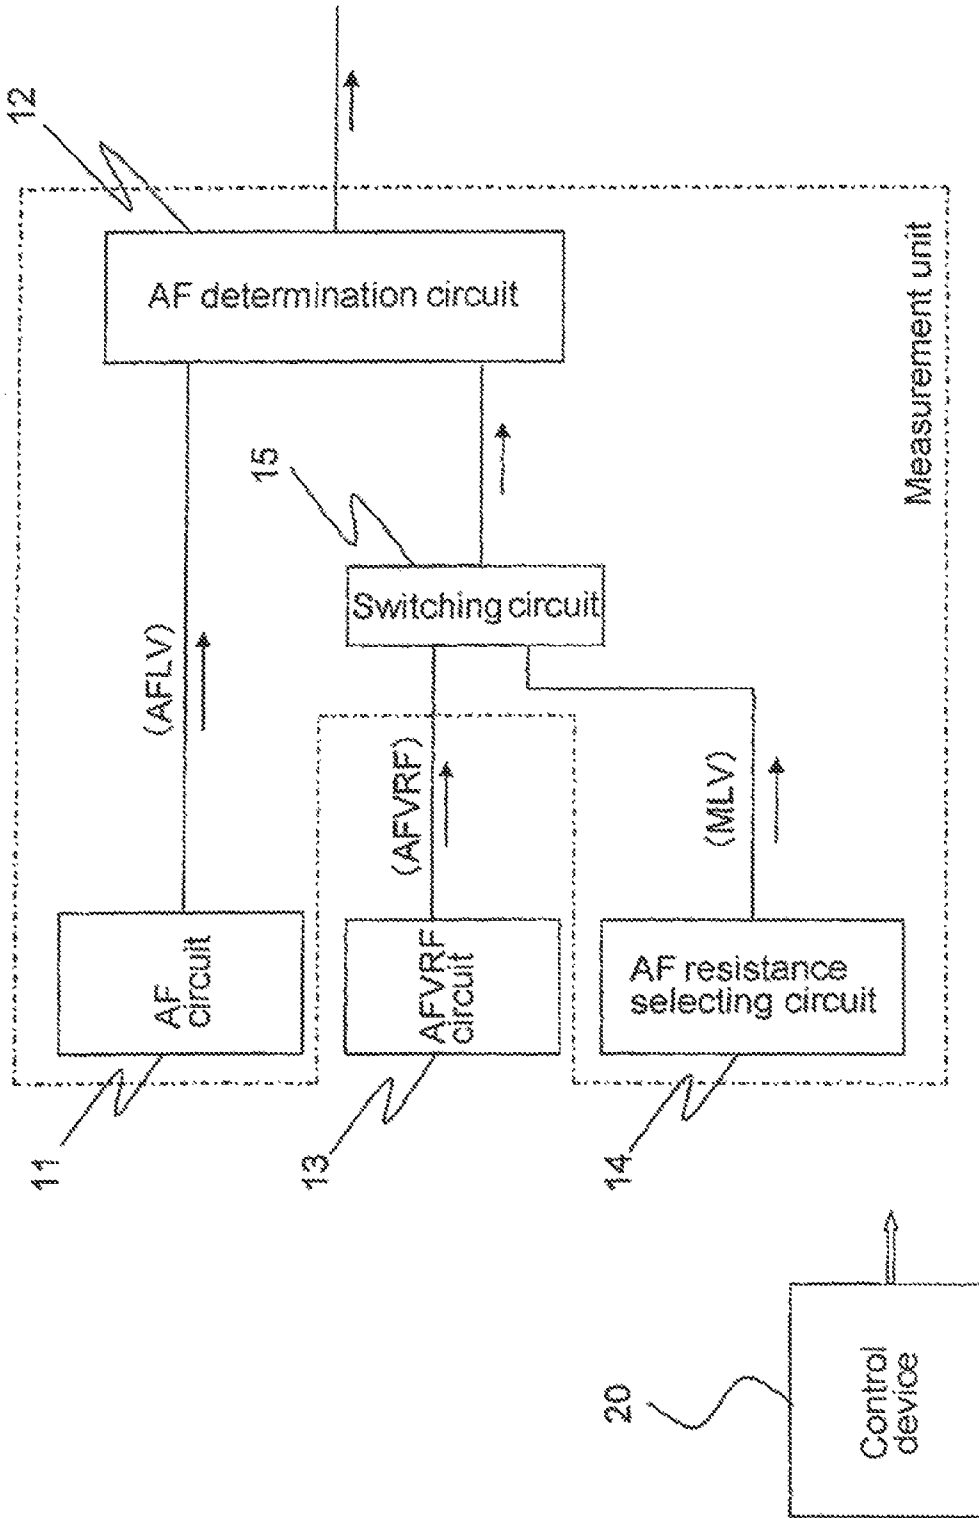 12
AF determination circuit
15
Switching circuit
(AFLV)
(AFVRF)
(MLV)
AF
circuit
AFVRF
circuit
AF resistance
selecting circuit
Measurement unit
11
13
14
20
Control
device